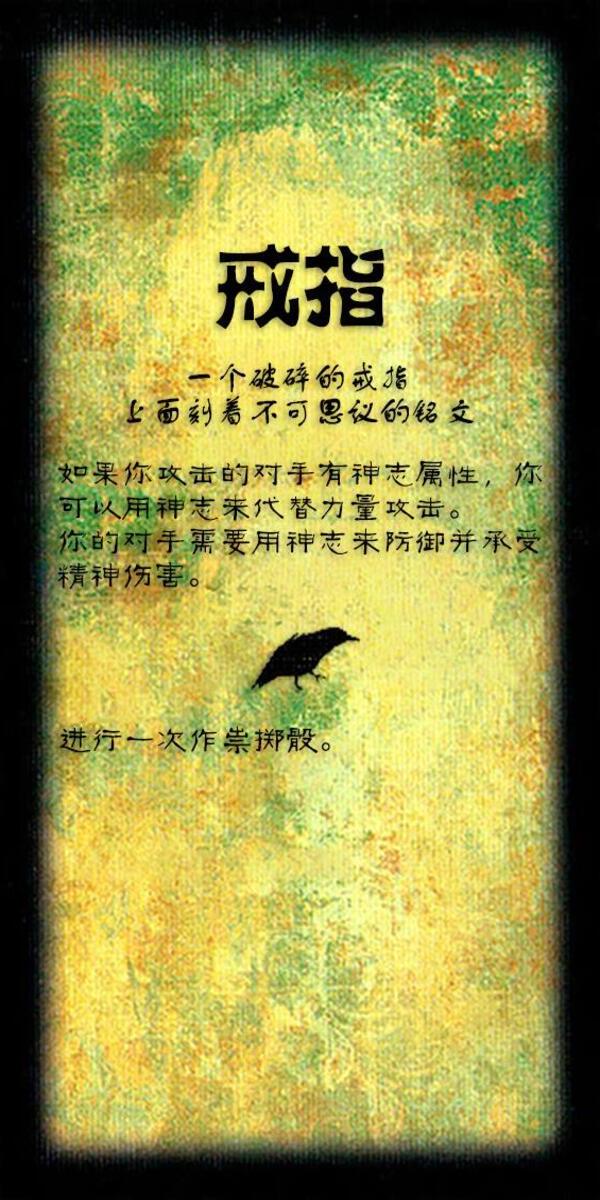 戒指
一个破碎的戒指
上面刻着不可思议的铭文
如果你攻击的对手有神志属性，你
可以用神志来代替力量攻击。
你的对手需要用神志来防御并承受
精神伤害。
进行一次作祟掷骰。